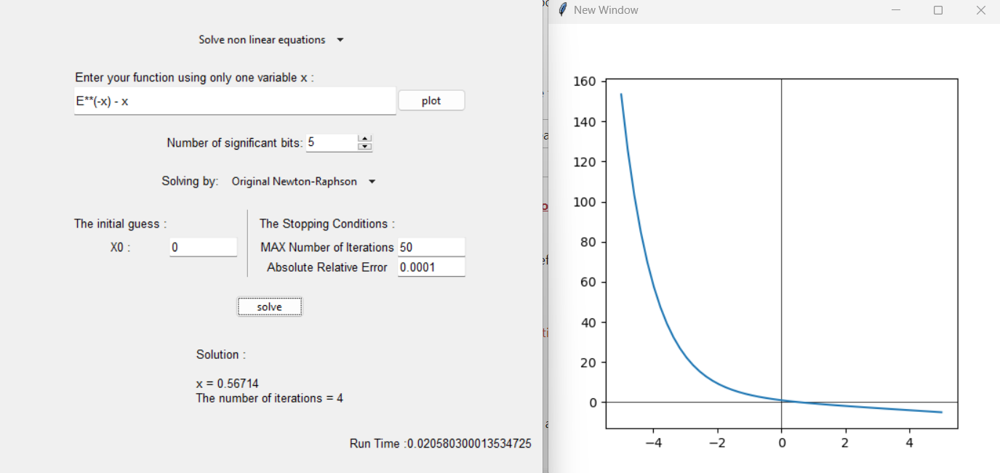 Solve non linear equations
Enter your function using only one variable x :
E**(-x) - x
plot
Number of significant bits: 5
Solving by: Original Newton-Raphson
The initial guess :
X0 : 0
The Stopping Conditions :
MAX Number of Iterations 50
Absolute Relative Error 0.0001
solve
Solution :
x = 0.56714
The number of iterations = 4
Run Time :0.020580300013534725
New Window
160
140
120
100
80
60
40
20
0
−4 −2 0 2 4